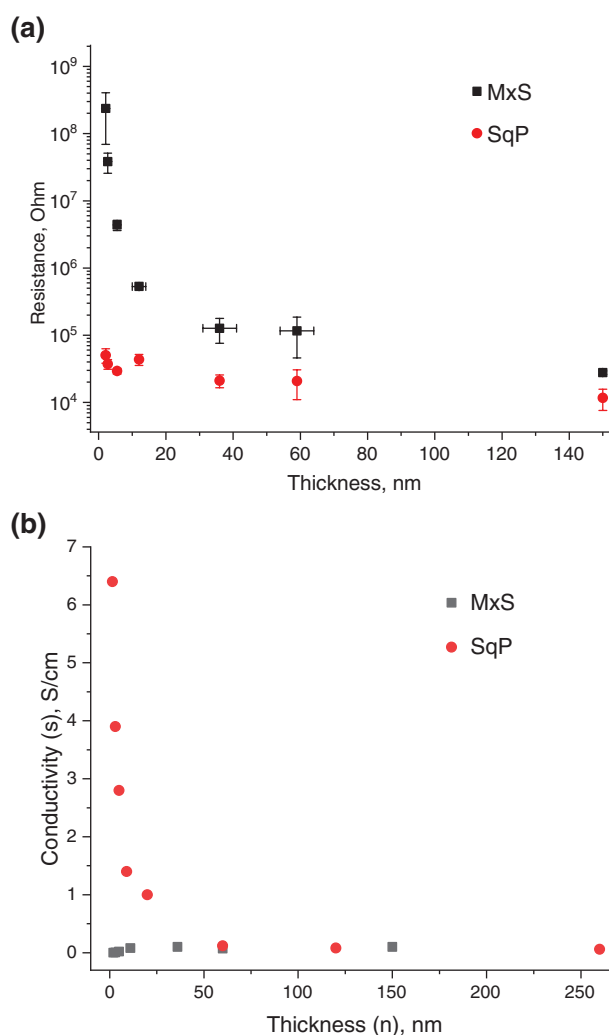 (a)
10⁹
10⁸
10⁷
10⁶
10⁵
10⁴
Resistance, Ohm
MxS
SqP
0 20 40 60 80 100 120 140
Thickness, nm
(b)
7
6
5
4
3
2
1
0
Conductivity (s), S/cm
MxS
SqP
0 50 100 150 200 250
Thickness (n), nm